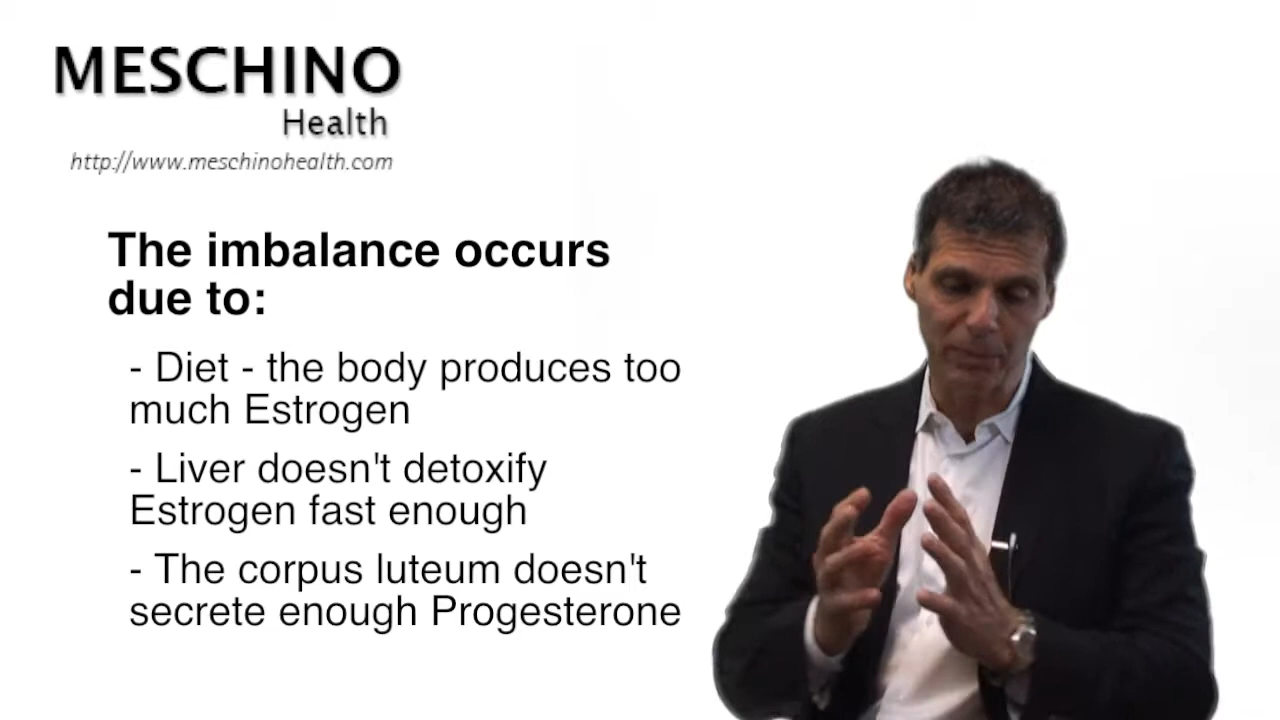 MESCHINO
Health
http://www.meschinohealth.com
The imbalance occurs
due to:
- Diet - the body produces too
much Estrogen
- Liver doesn't detoxify
Estrogen fast enough
- The corpus luteum doesn't
secrete enough Progesterone